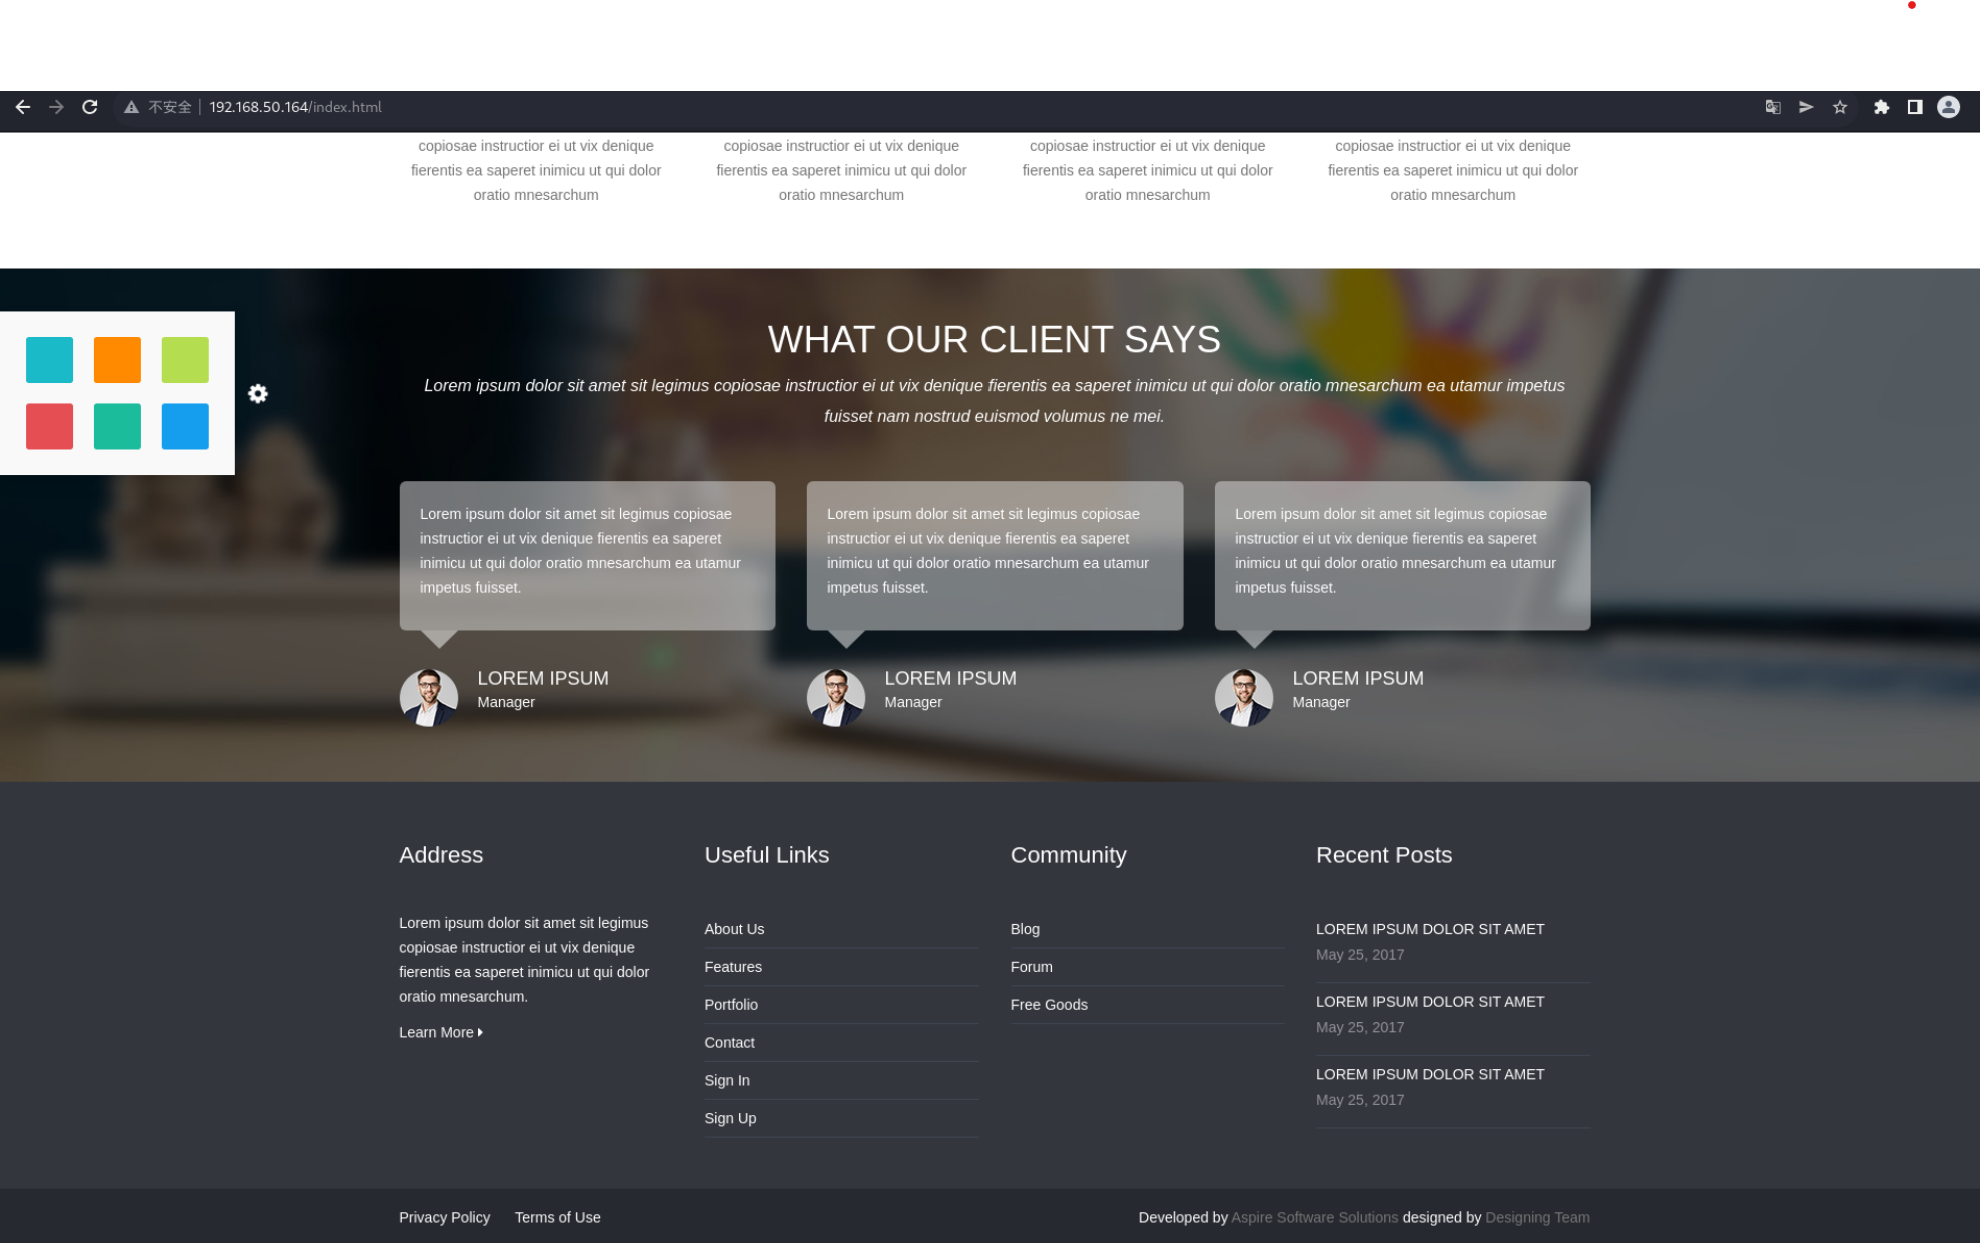 不安全 | 192.168.50.164/index.html
copiosae instructior ei ut vix denique
fierentis ea saperet inimicu ut qui dolor
oratio mnesarchum
copiosae instructior ei ut vix denique
fierentis ea saperet inimicu ut qui dolor
oratio mnesarchum
copiosae instructior ei ut vix denique
fierentis ea saperet inimicu ut qui dolor
oratio mnesarchum
copiosae instructior ei ut vix denique
fierentis ea saperet inimicu ut qui dolor
oratio mnesarchum
WHAT OUR CLIENT SAYS
Lorem ipsum dolor sit amet sit legimus copiosae instructior ei ut vix denique fierentis ea saperet inimicu ut qui dolor oratio mnesarchum ea utamur impetus
fuisset nam nostrud euismod volumus ne mei.
Lorem ipsum dolor sit amet sit legimus copiosae
instructior ei ut vix denique fierentis ea saperet
inimicu ut qui dolor oratio mnesarchum ea utamur
impetus fuisset.
LOREM IPSUM
Manager
Lorem ipsum dolor sit amet sit legimus copiosae
instructior ei ut vix denique fierentis ea saperet
inimicu ut qui dolor oratio mnesarchum ea utamur
impetus fuisset.
LOREM IPSUM
Manager
Lorem ipsum dolor sit amet sit legimus copiosae
instructior ei ut vix denique fierentis ea saperet
inimicu ut qui dolor oratio mnesarchum ea utamur
impetus fuisset.
LOREM IPSUM
Manager
Address
Lorem ipsum dolor sit amet sit legimus
copiosae instructior ei ut vix denique
fierentis ea saperet inimicu ut qui dolor
oratio mnesarchum.
Learn More
Useful Links
About Us
Features
Portfolio
Contact
Sign In
Sign Up
Community
Blog
Forum
Free Goods
Recent Posts
LOREM IPSUM DOLOR SIT AMET
May 25, 2017
LOREM IPSUM DOLOR SIT AMET
May 25, 2017
LOREM IPSUM DOLOR SIT AMET
May 25, 2017
Privacy Policy Terms of Use
Developed by Aspire Software Solutions designed by Designing Team